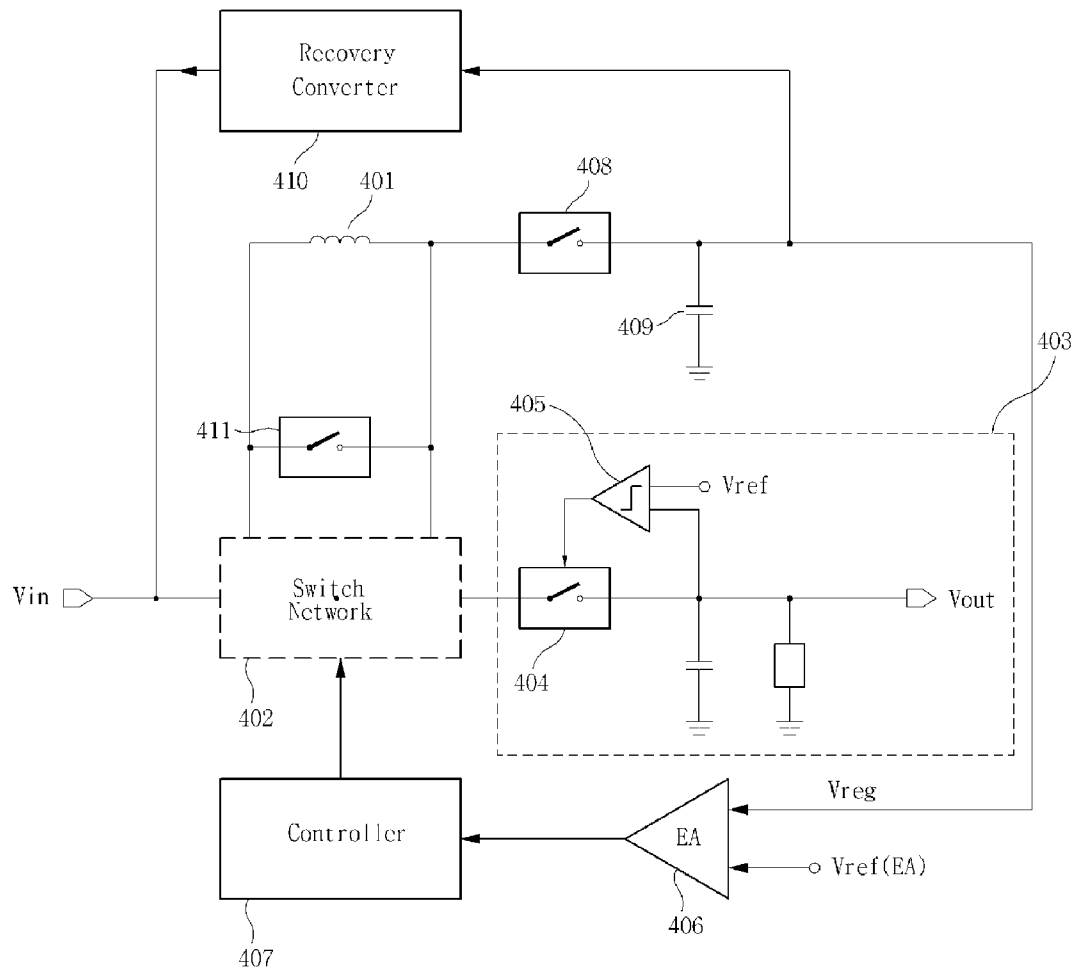 Recovery
Converter
410
401
408
409
403
411
405
Vref
Vin
Switch
Network
Vout
404
402
Vreg
Controller
EA
Vref(EA)
406
407